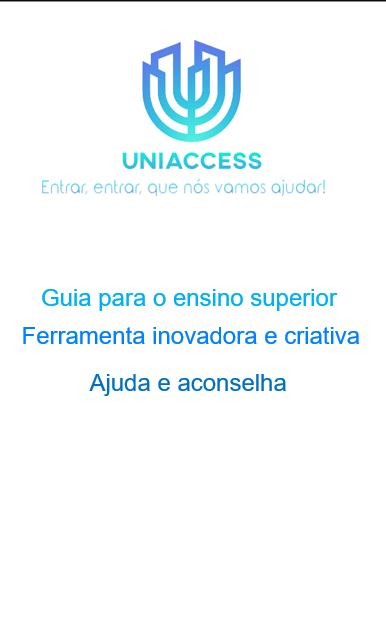 UNIACCESS
Entrar, entrar, que nós vamos ajudar!
Guia para o ensino superior
Ferramenta inovadora e criativa
Ajuda e aconselha